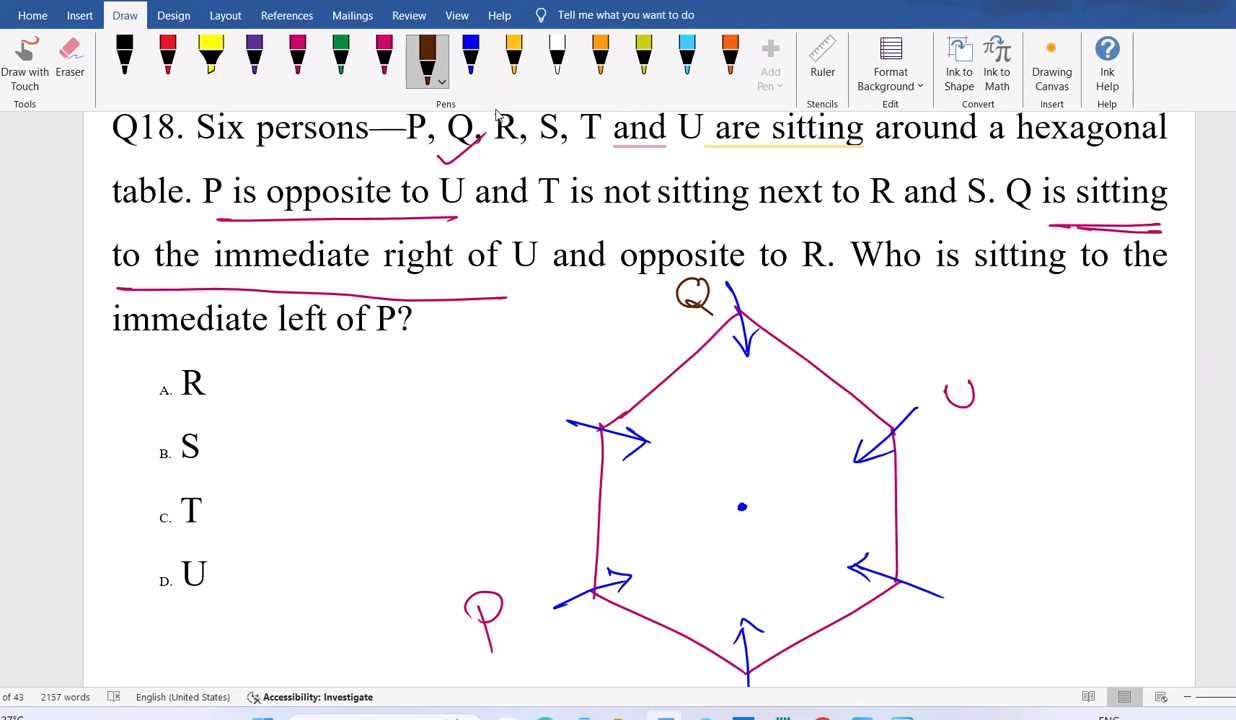 Home Insert Draw Design Layout References Mailings Review View Help Tell me what you want to do
Draw with Touch
Eraser
Add Pen
Ruler
Format Background
Ink to Shape
Ink to Math
Drawing Canvas
Ink Help
Tools Pens Stencils Edit Convert Insert Help
Q18. Six persons—P, Q, R, S, T and U are sitting around a hexagonal
table. P is opposite to U and T is not sitting next to R and S. Q is sitting
to the immediate right of U and opposite to R. Who is sitting to the
immediate left of P?
A. R
B. S
C. T
D. U
Q
U
P
of 43 2157 words English (United States) Accessibility: Investigate